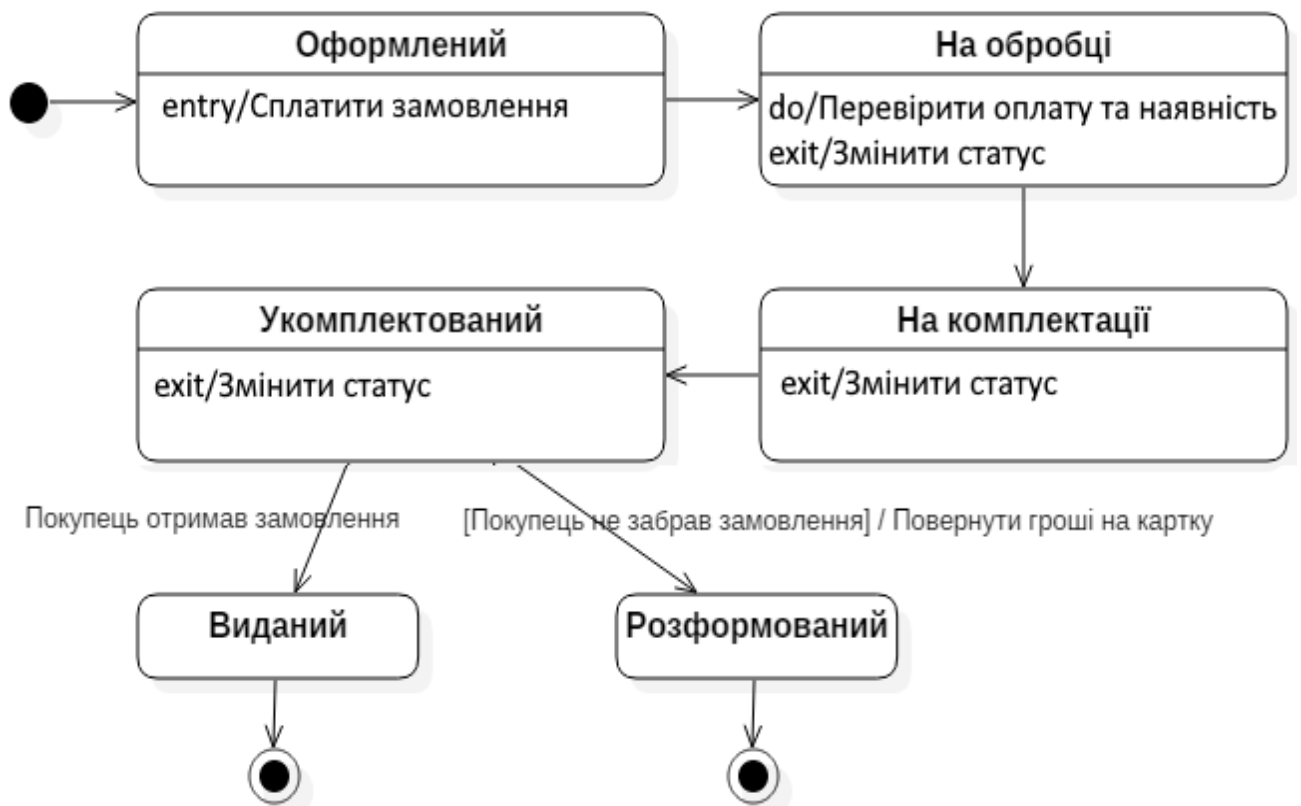 Оформлений
entry/Сплатити замовлення
На обробці
do/Перевірити оплату та наявність
exit/Змінити статус
Укомплектований
exit/Змінити статус
На комплектації
exit/Змінити статус
Покупець отримав замовлення
[Покупець не забрав замовлення] / Повернути гроші на картку
Виданий
Розформований